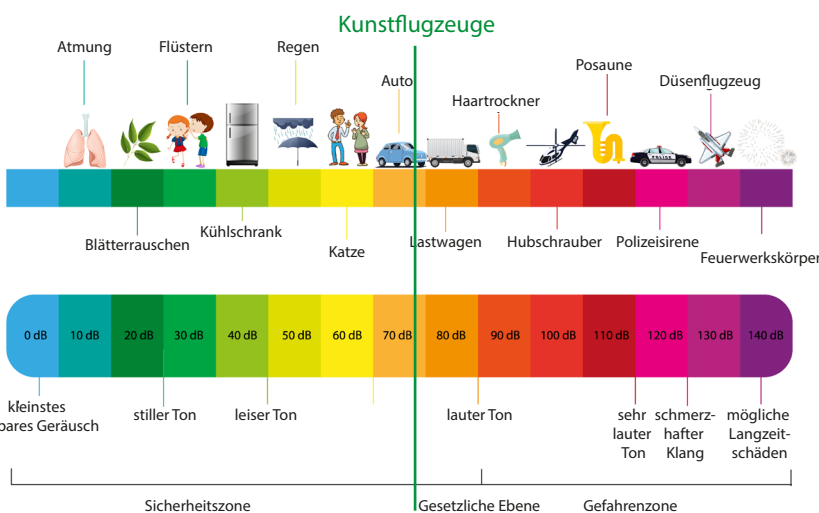 Kunstflugzeuge
Atmung
Flüstern
Regen
Auto
Haartrockner
Posaune
Düsenflugzeug
POLICE
Blätterrauschen
Kühlschrank
Katze
Lastwagen
Hubschrauber
Polizeisirene
Feuerwerkskörper
0 dB 10 dB 20 dB 30 dB 40 dB 50 dB 60 dB 70 dB 80 dB 90 dB 100 dB 110 dB 120 dB 130 dB 140 dB
kleinstes
bares Geräusch
stiller Ton
leiser Ton
lauter Ton
sehr
lauter
Ton
schmerz-
hafter
Klang
mögliche
Langzeit-
schäden
Sicherheitszone
Gesetzliche Ebene
Gefahrenzone